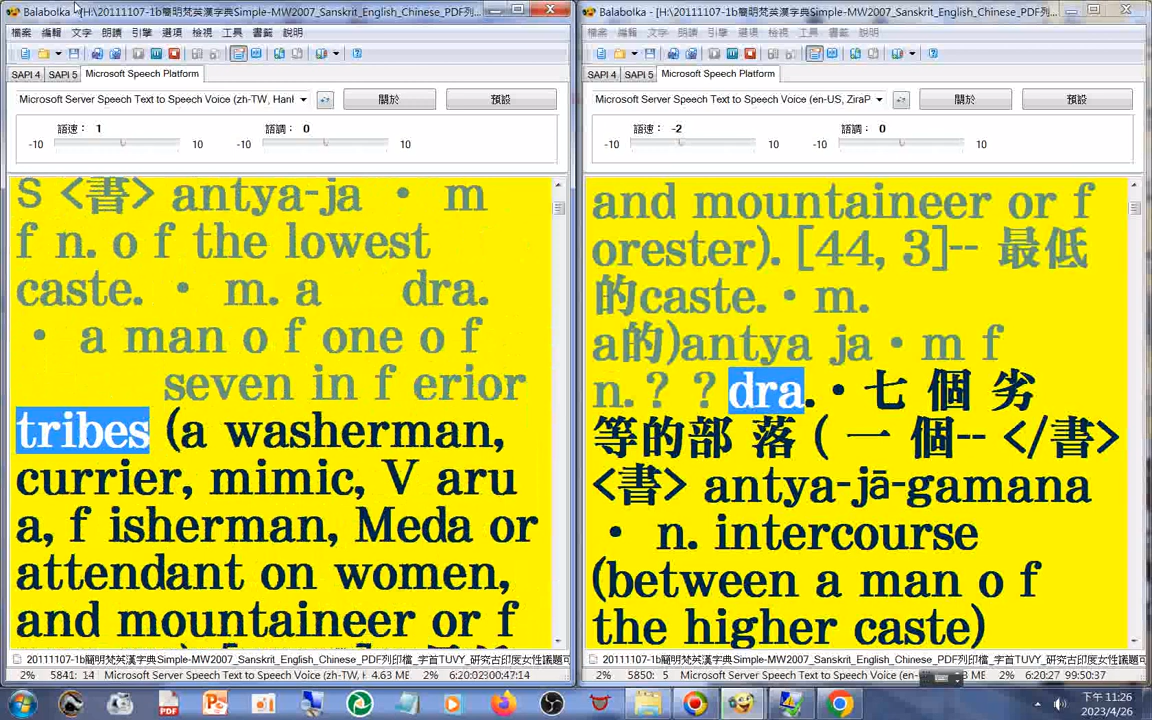 Balabolka - [H:\20111107-1b簡明梵英漢字典Simple-MW2007_Sanskrit_English_Chinese_PDF列...
檔案 編輯 文字 朗讀 引擎 選項 檢視 工具 書籤 說明
SAPI 4 SAPI 5 Microsoft Speech Platform
Microsoft Server Speech Text to Speech Voice (zh-TW, Hanl
關於 預設
語速： 1 語調： 0
-10 10 -10 10
S <書> antya-ja • m
f n. o f the lowest
caste. • m. a dra.
• a man o f one o f
seven in f erior
tribes (a washerman,
currier, mimic, V aru
a, f isherman, Meda or
attendant on women,
and mountaineer or f
20111107-1b簡明梵英漢字典Simple-MW2007_Sanskrit_English_Chinese_PDF列印檔_字首TUVY_研究古印度女性議題可
2% 5841: 14 Microsoft Server Speech Text to Speech Voice (zh-TW, 4.63 ME 2% 6:20:02 300:47:14
Balabolka - [H:\20111107-1b簡明梵英漢字典Simple-MW2007_Sanskrit_English_Chinese_PDF列印...
檔案 編輯 文字 朗讀 引擎 選項 檢視 工具 書籤 說明
SAPI 4 SAPI 5 Microsoft Speech Platform
Microsoft Server Speech Text to Speech Voice (en-US, ZiraP
關於 預設
語速： -2 語調： 0
-10 10 -10 10
and mountaineer or f
orester). [44, 3]-- 最低
的caste. • m.
a的)antya ja • m f
n. ? ? dra. • 七 個 劣
等的部 落 ( 一 個-- </書>
<書> antya-jā-gamana
• n. intercourse
(between a man o f
the higher caste)
20111107-1b簡明梵英漢字典Simple-MW2007_Sanskrit_English_Chinese_PDF列印檔_字首TUVY_研究古印度女性議題可
2% 5850: 5 Microsoft Server Speech Text to Speech Voice 2% 6:20:27 99:50:37
下午 11:26
2023/4/26